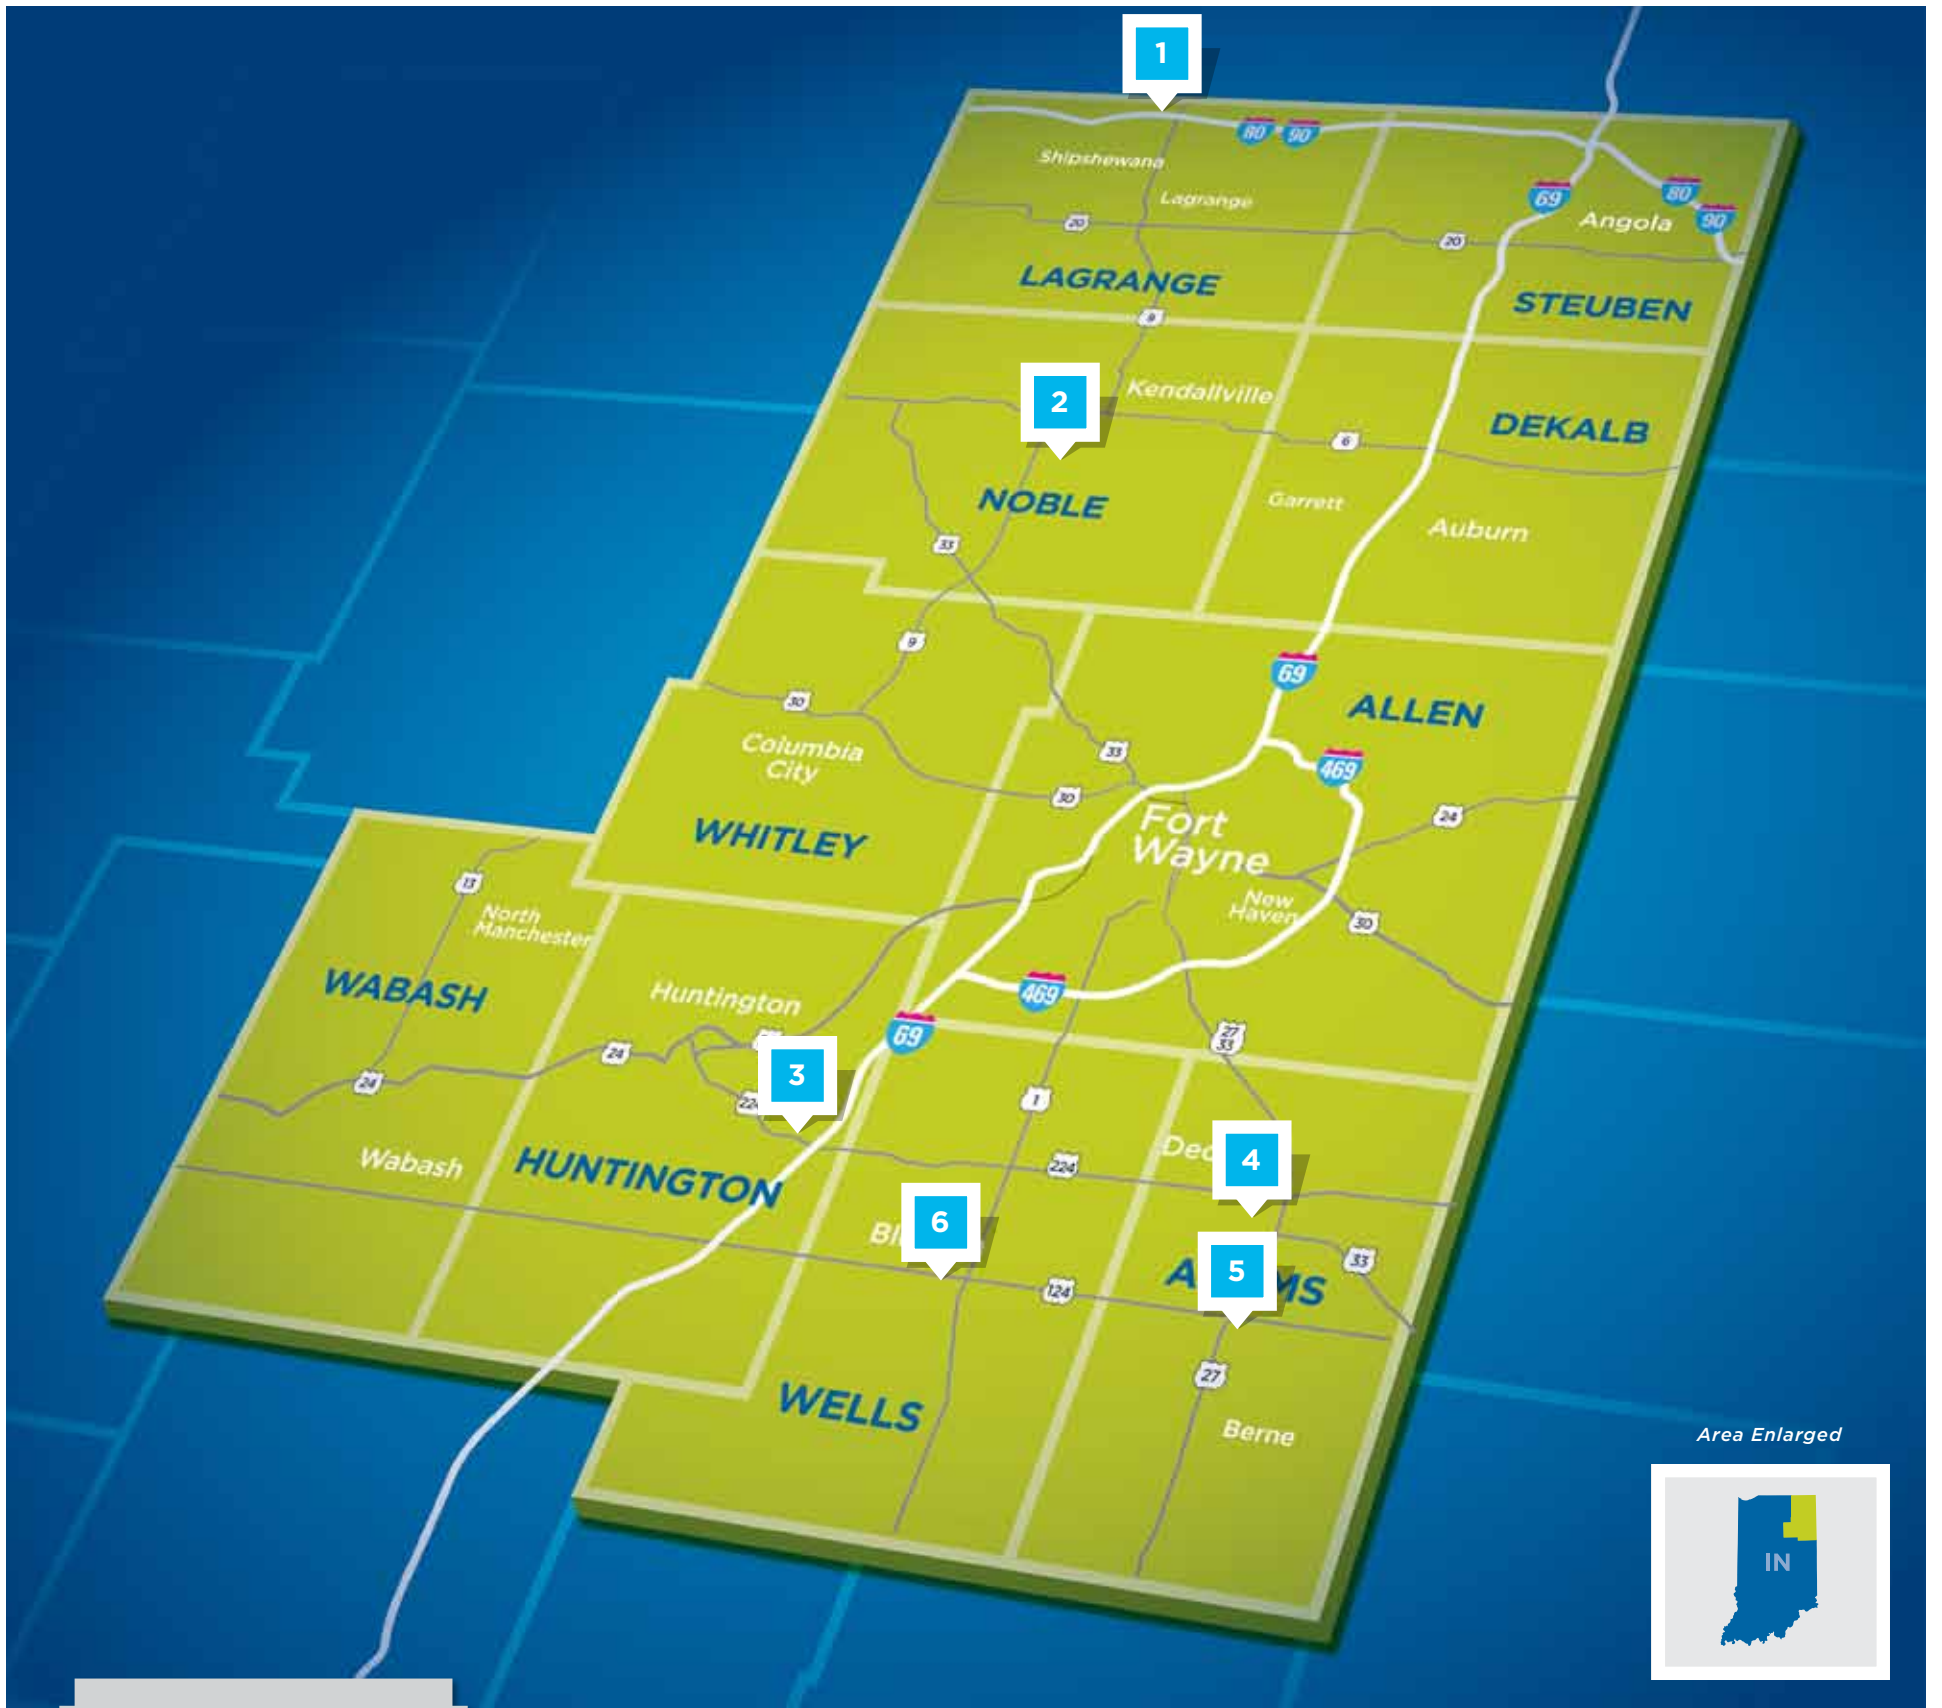 1
80 90
Shipshewana
69
80
Lagrange
90
Angola
20
20
LAGRANGE
STEUBEN
9
2
Kendallville
DEKALB
6
NOBLE
Garrett
Auburn
33
9
69
30
ALLEN
Columbia
City
33
469
30
24
Fort
Wayne
WHITLEY
13
New
Haven
North
Manchester
30
WABASH
Huntington
469
69
27
33
24
3
24
1
224
Wabash
HUNTINGTON
224
4
6
5
33
124
WELLS
27
Berne
Area Enlarged
IN